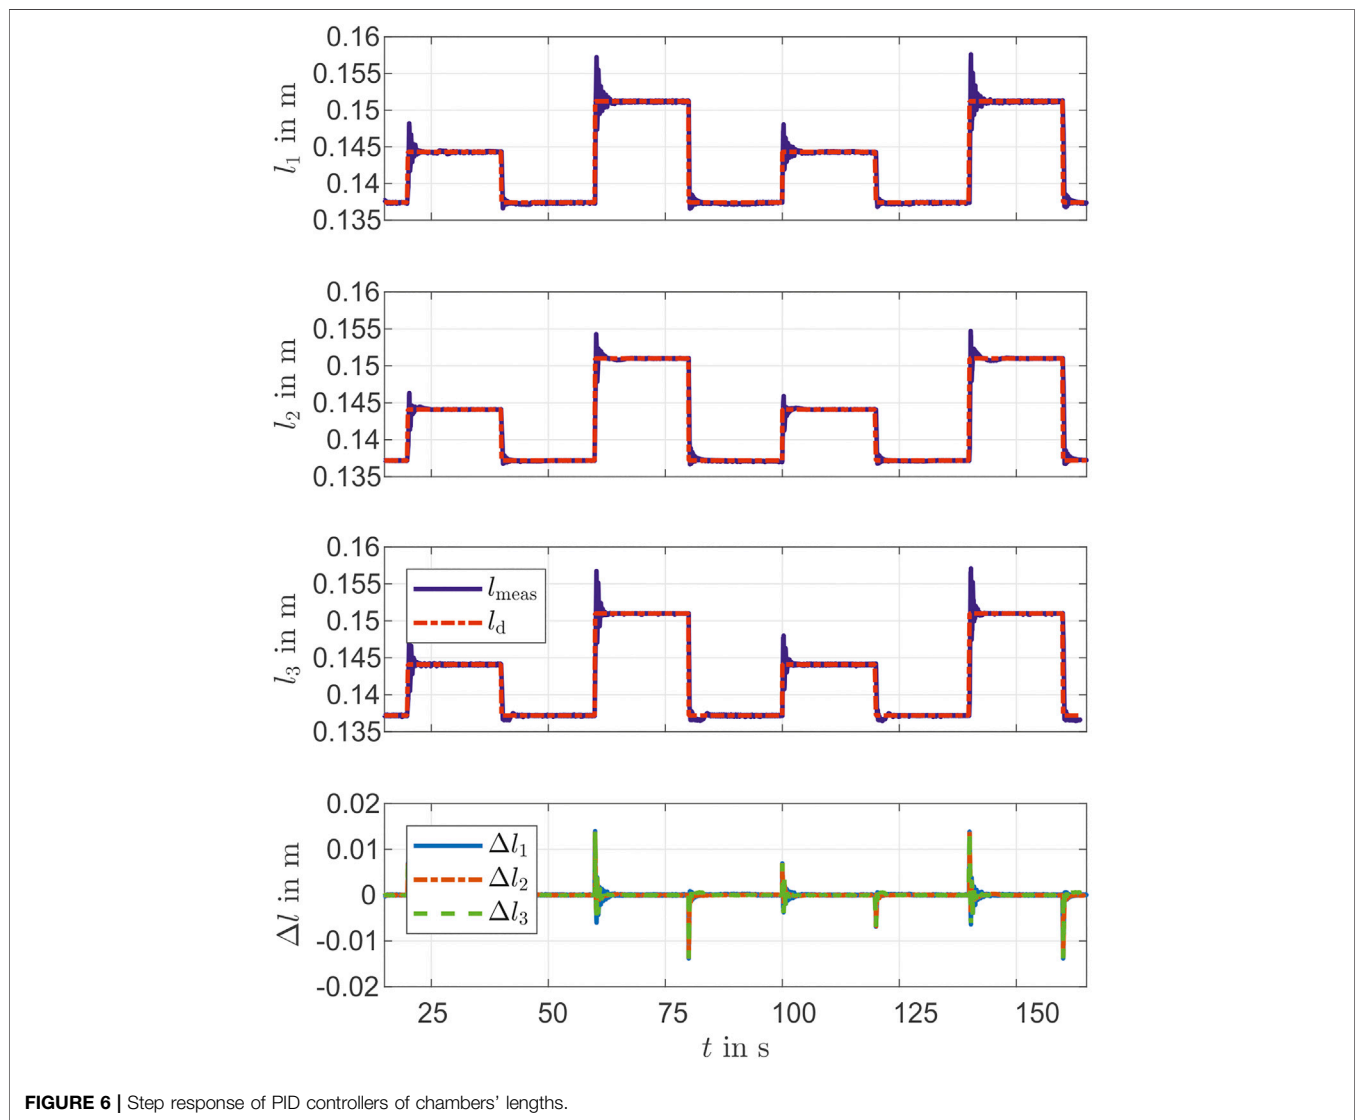 0.16
0.155
0.15
0.145
0.14
0.135
l₁ in m
0.16
0.155
0.15
0.145
0.14
0.135
l₂ in m
0.16
0.155
0.15
0.145
0.14
0.135
l₃ in m
l_meas
l_d
0.02
0.01
0
-0.01
-0.02
Δl in m
Δl₁
Δl₂
Δl₃
25 50 75 100 125 150
t in s
FIGURE 6 | Step response of PID controllers of chambers’ lengths.